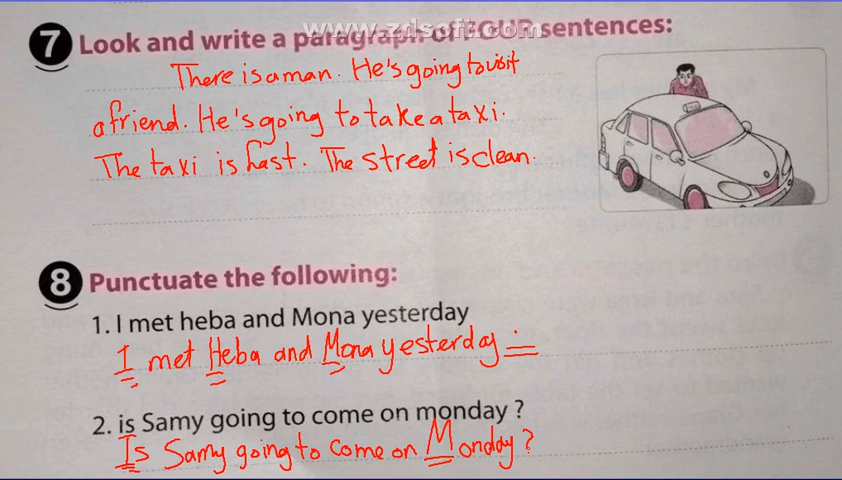 www.zdsoft.com
7 Look and write a paragraph of FOUR sentences:
There is a man. He's going to visit
a friend. He's going to take a taxi.
The taxi is fast. The street is clean.
8 Punctuate the following:
1. I met heba and Mona yesterday
I met Heba and Mona yesterday.
2. is Samy going to come on monday ?
Is Samy going to come on Monday?